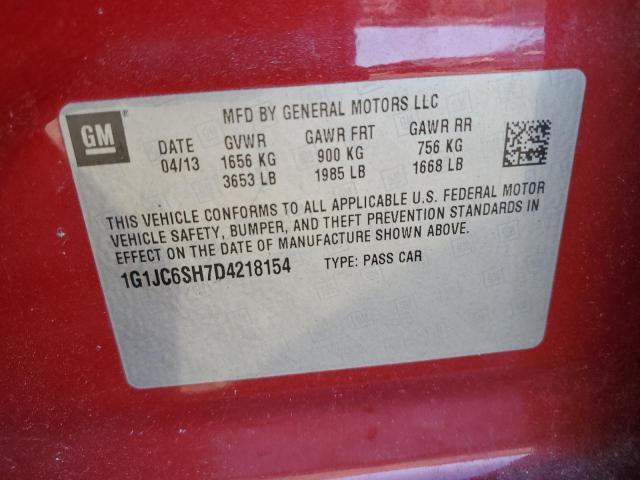 GM
MFD BY GENERAL MOTORS LLC
DATE GVWR GAWR FRT GAWR RR
04/13 1656 KG 900 KG 756 KG
3653 LB 1985 LB 1668 LB
THIS VEHICLE CONFORMS TO ALL APPLICABLE U.S. FEDERAL MOTOR
VEHICLE SAFETY, BUMPER, AND THEFT PREVENTION STANDARDS IN
EFFECT ON THE DATE OF MANUFACTURE SHOWN ABOVE.
1G1JC6SH7D4218154 TYPE: PASS CAR